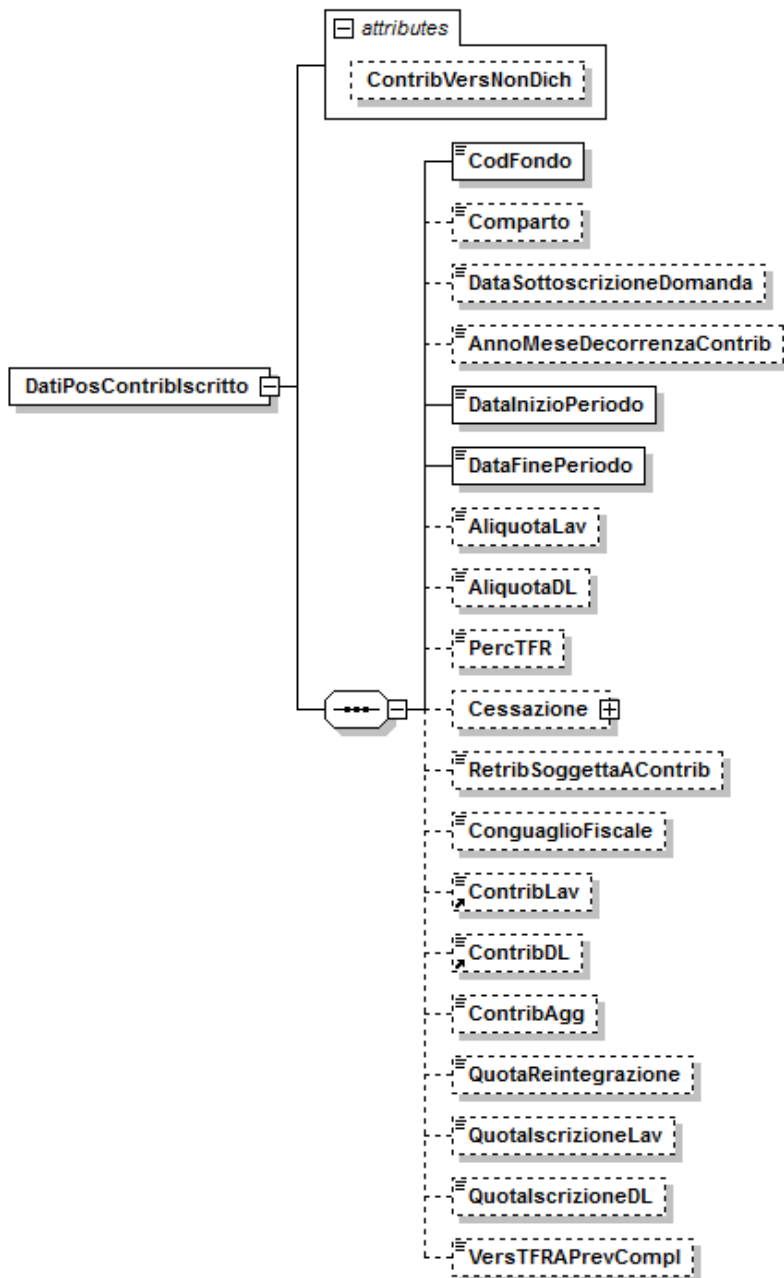 attributes
ContribVersNonDich
CodFondo
Comparto
DataSottoscrizioneDomanda
AnnoMeseDecorrenzaContrib
DatiPosContribIscritto
DataInizioPeriodo
DataFinePeriodo
AliquotaLav
AliquotaDL
PercTFR
Cessazione
RetribSoggettaAContrib
ConguaglioFiscale
ContribLav
ContribDL
ContribAgg
QuotaReintegrazione
QuotaIscrizioneLav
QuotaIscrizioneDL
VersTFRAPrevCompl